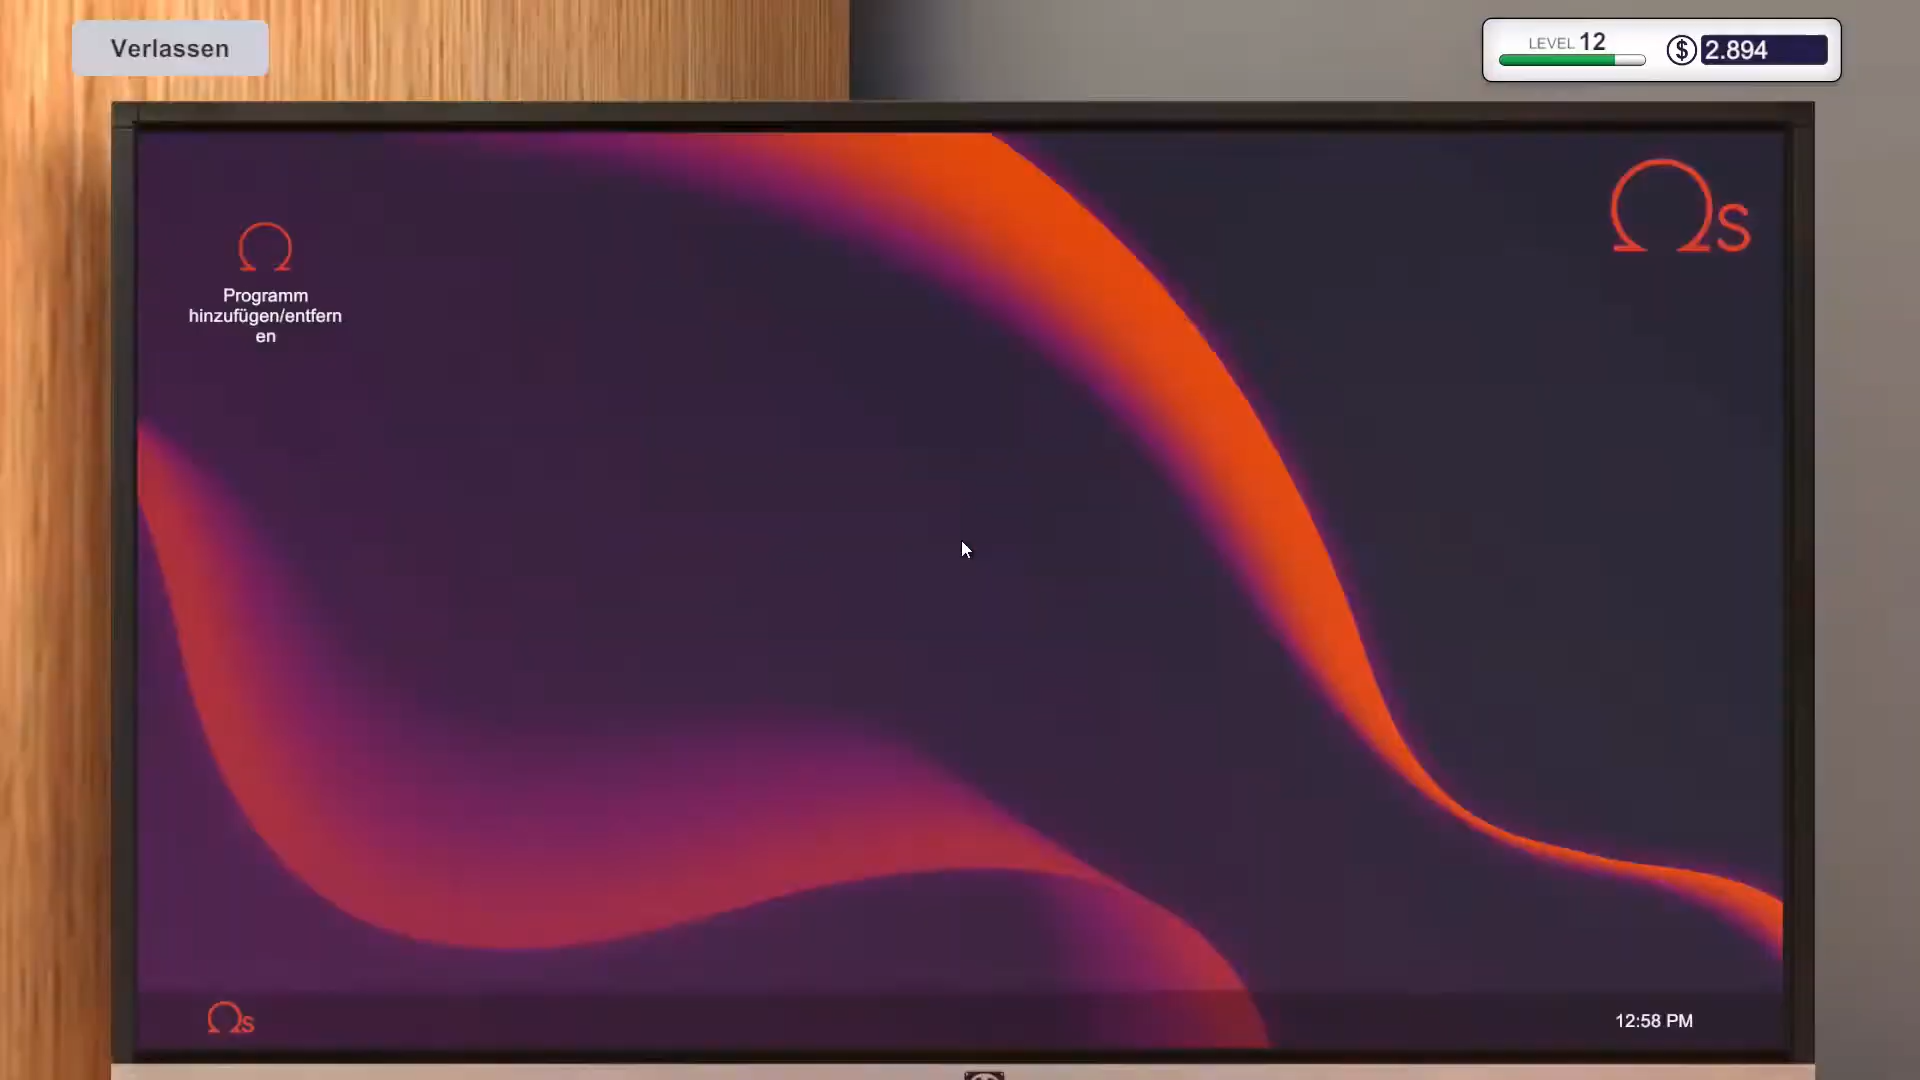 Verlassen
LEVEL 12
$ 2.894
Ωs
Programm
hinzufügen/entfern
en
Ωs
12:58 PM